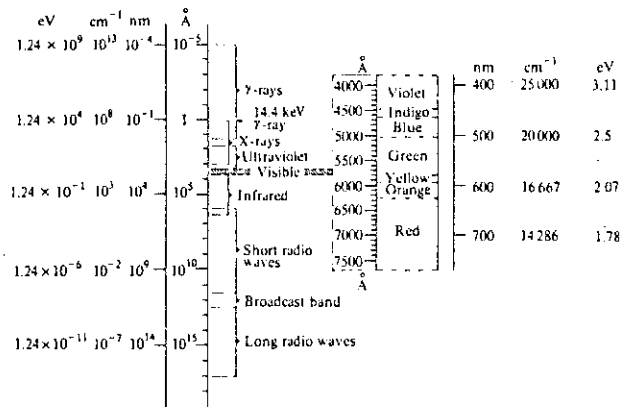 eV cm⁻¹ nm Å
1.24 × 10⁹ 10¹³ 10⁻⁴ 10⁻⁵
γ-rays
14.4 keV
1.24 × 10⁴ 10⁸ 10⁻¹ 1
γ-ray
X-rays
Ultraviolet
Visible
1.24 × 10⁻¹ 10³ 10⁴ 10⁵
Infrared
Short radio
waves
1.24 × 10⁻⁶ 10⁻² 10⁹ 10¹⁰
Broadcast band
1.24 × 10⁻¹¹ 10⁻⁷ 10¹⁴ 10¹⁵
Long radio waves
Å nm cm⁻¹ eV
4000 Violet 400 25000 3.11
4500 Indigo
Blue
5000 500 20000 2.5
Green
5500
Yellow
6000 Orange 600 16667 2.07
6500
Red
7000 700 14286 1.78
7500
Å